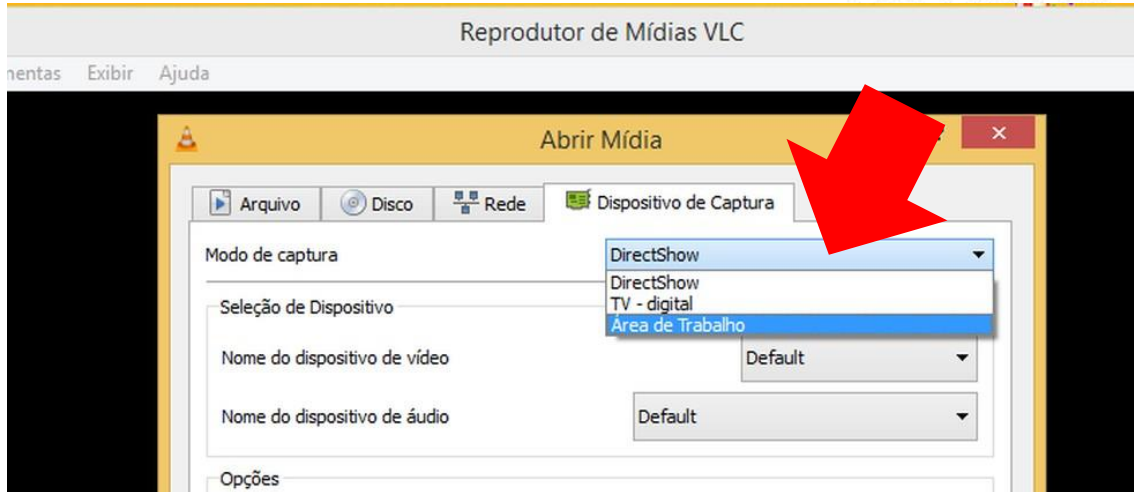 Reprodutor de Mídias VLC
Exibir Ajuda
Abrir Mídia
Arquivo Disco Rede Dispositivo de Captura
Modo de captura DirectShow
DirectShow
TV - digital
Área de Trabalho
Seleção de Dispositivo
Nome do dispositivo de vídeo Default
Nome do dispositivo de áudio Default
Opções